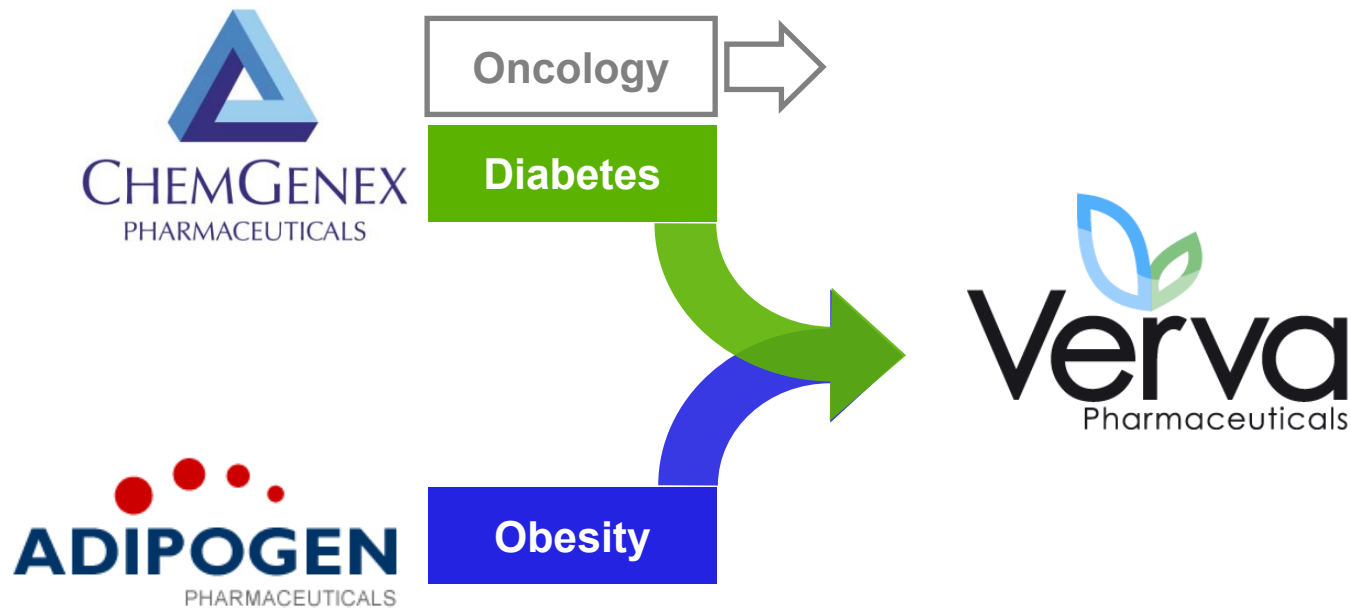 CHEMGENEX
PHARMACEUTICALS
Oncology
Diabetes
Verva
Pharmaceuticals
ADIPOGEN
PHARMACEUTICALS
Obesity